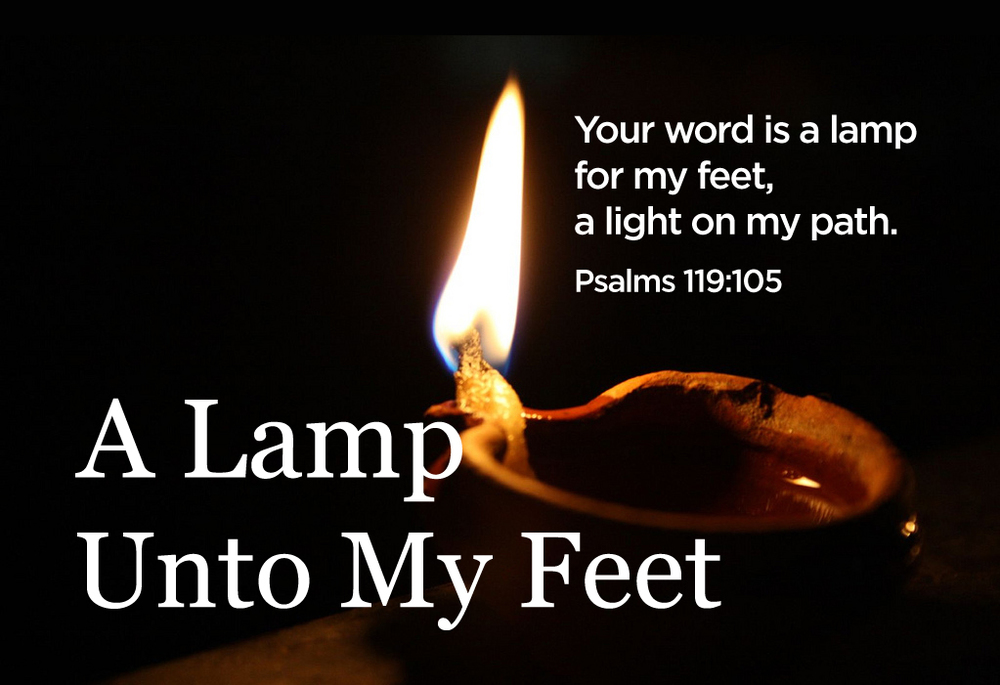 Your word is a lamp
for my feet,
a light on my path.
Psalms 119:105
A Lamp
Unto My Feet